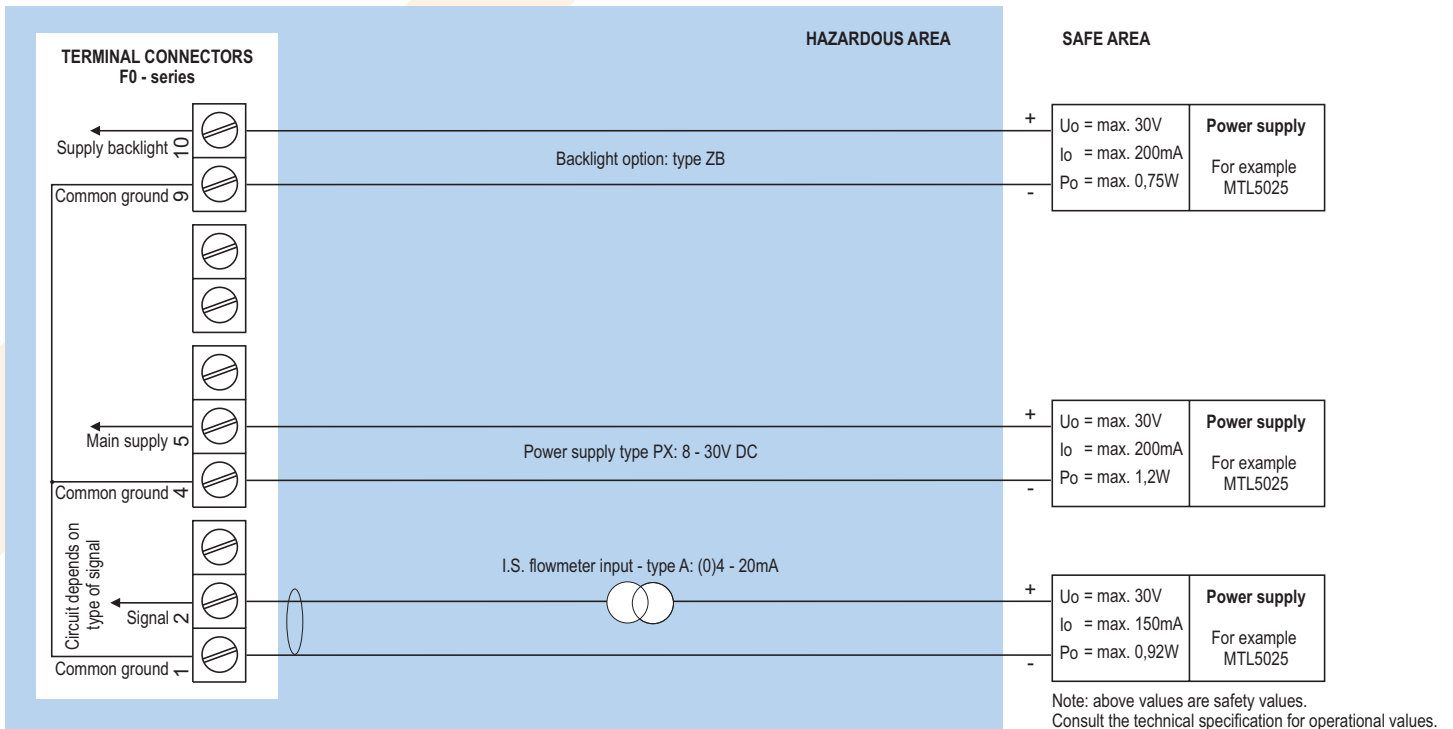 HAZARDOUS AREA
SAFE AREA
TERMINAL CONNECTORS
F0 - series
Supply backlight
10
Common ground
9
Backlight option: type ZB
+
-
Uo = max. 30V
Io = max. 200mA
Po = max. 0,75W
Power supply
For example
MTL5025
Main supply
5
Common ground
4
Power supply type PX: 8 - 30V DC
+
-
Uo = max. 30V
Io = max. 200mA
Po = max. 1,2W
Power supply
For example
MTL5025
Circuit depends on
type of signal
Signal
2
Common ground
1
I.S. flowmeter input - type A: (0)4 - 20mA
+
-
Uo = max. 30V
Io = max. 150mA
Po = max. 0,92W
Power supply
For example
MTL5025
Note: above values are safety values.
Consult the technical specification for operational values.